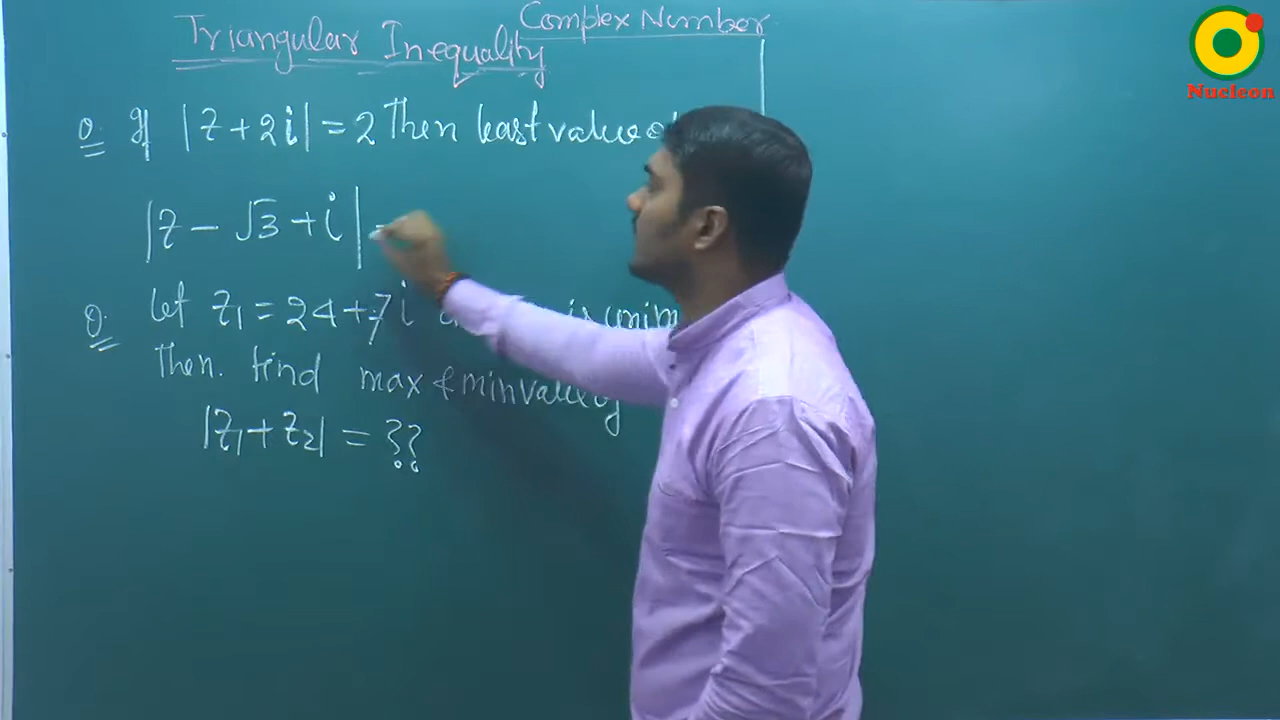 Complex Number
Triangular Inequality
Nucleon
Q. If |z + 2i| = 2 Then least value
|z - √3 + i|
Q. Let z₁ = 24 + 7i
Then. find max & min value of
|z₁ + z₂| = ??